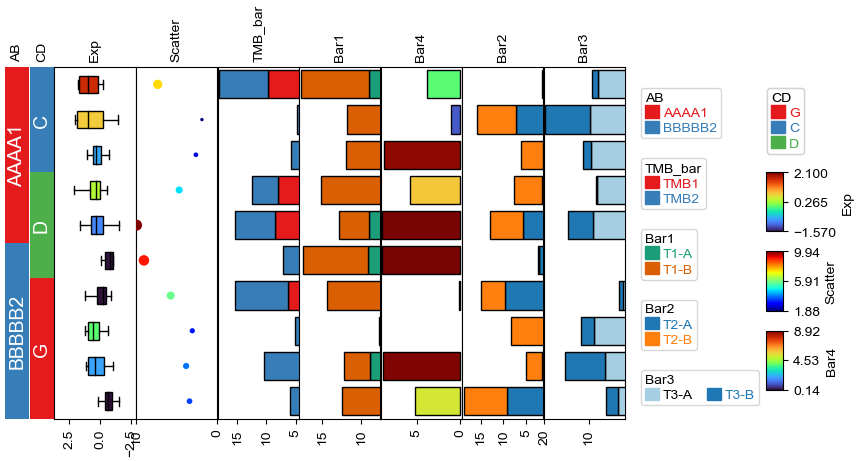 AB
CD
Exp
Scatter
TMB_bar
Bar1
Bar4
Bar2
Bar3
AAAA1
BBBBB2
C
D
G
2.5
0.0
−2.5
10
0
15
10
5
15
10
5
0
15
10
5
20
10
AB
AAAA1
BBBBB2
TMB_bar
TMB1
TMB2
Bar1
T1-A
T1-B
Bar2
T2-A
T2-B
Bar3
T3-A T3-B
CD
G
C
D
2.100
0.265
−1.570
Exp
9.94
5.91
1.88
Scatter
8.92
4.53
0.14
Bar4